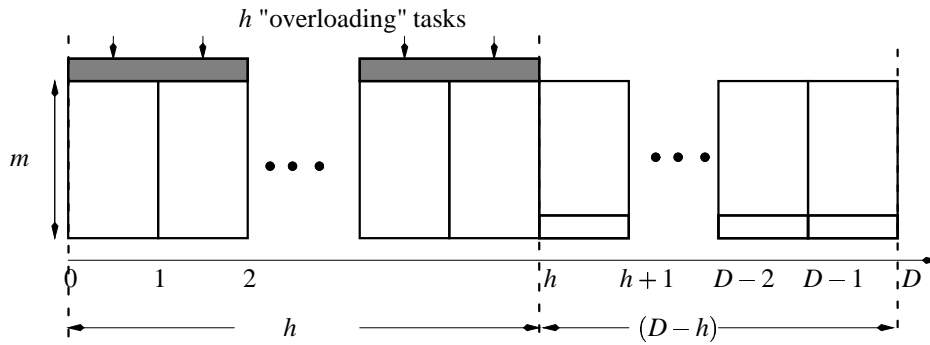 h "overloading" tasks
m
0 1 2 h h + 1 D − 2 D − 1 D
h (D − h)